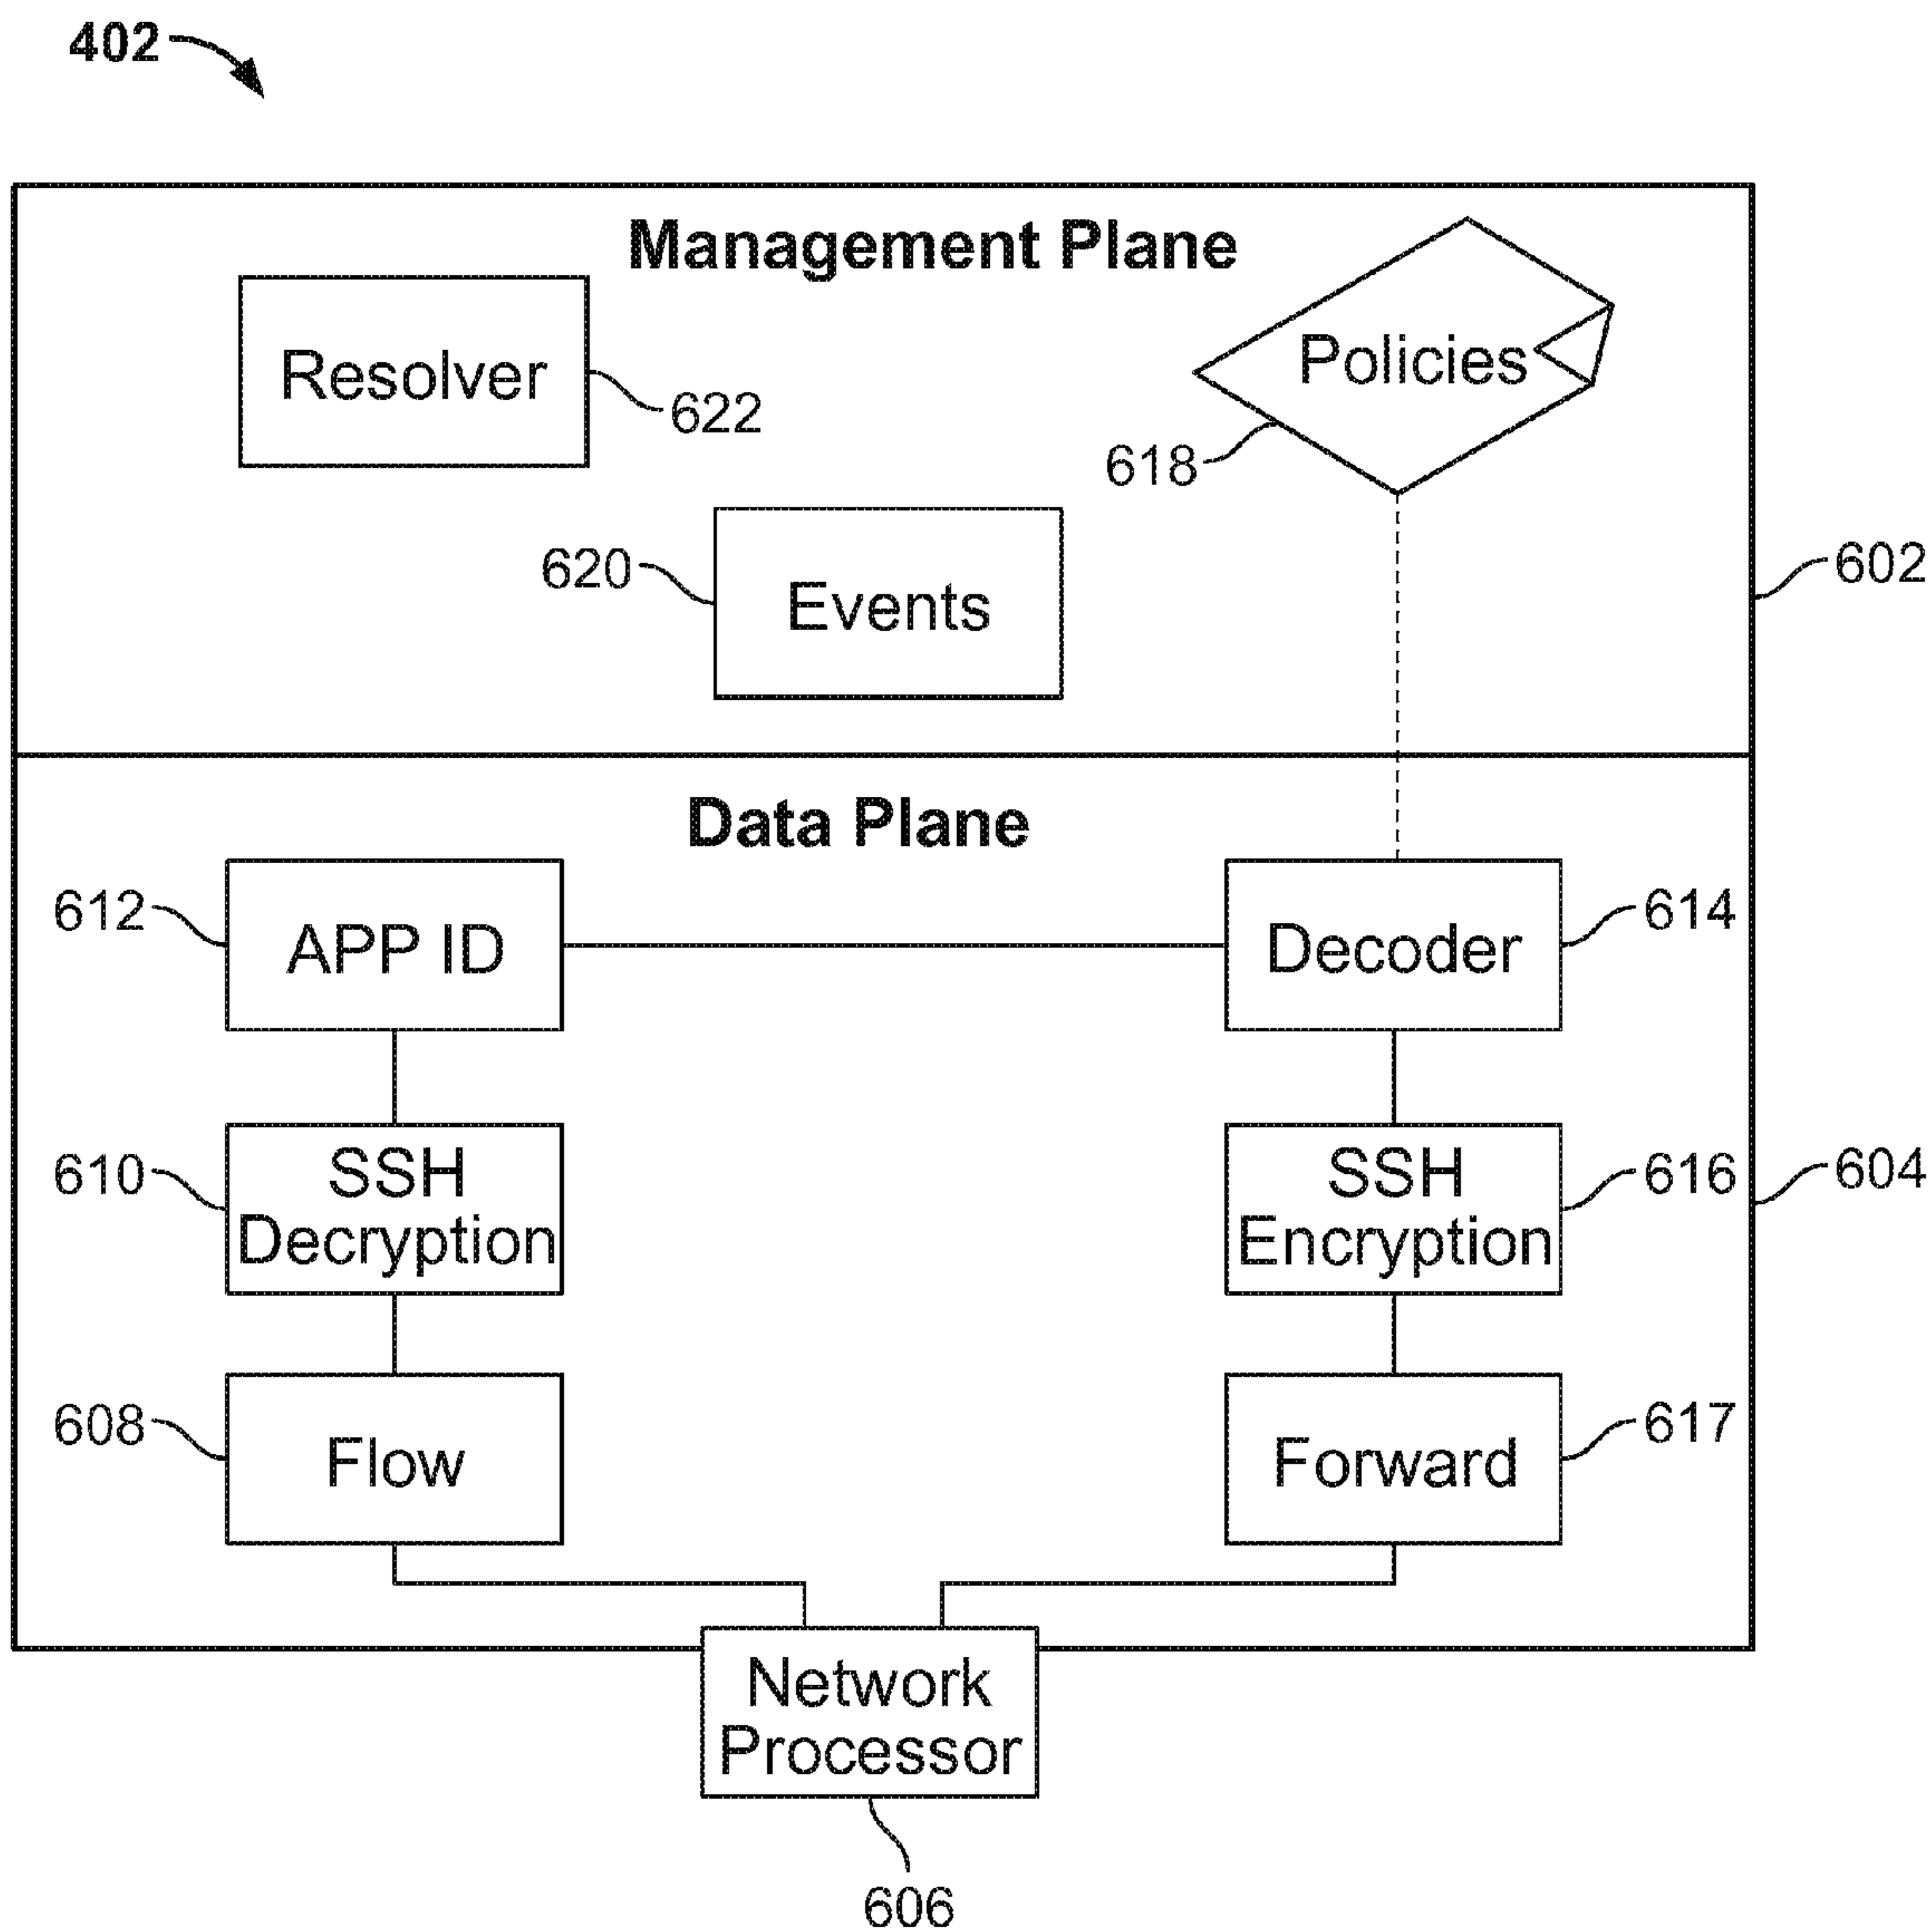 402
Management Plane
Resolver
622
Policies
618
620
Events
602
Data Plane
612
APP ID
Decoder
614
610
SSH
Decryption
SSH
Encryption
616
604
608
Flow
Forward
617
Network
Processor
606